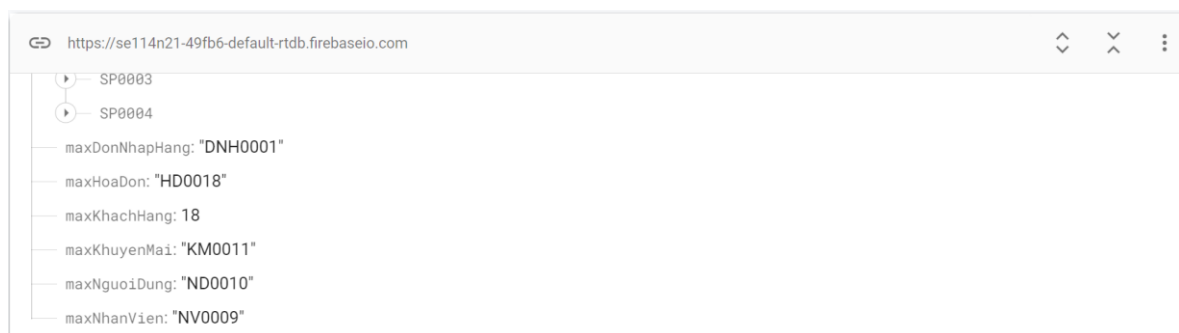 https://se114n21-49fb6-default-rtdb.firebaseio.com
SP0003
SP0004
maxDonNhapHang: "DNH0001"
maxHoaDon: "HD0018"
maxKhachHang: 18
maxKhuyenMai: "KM0011"
maxNguoiDung: "ND0010"
maxNhanVien: "NV0009"